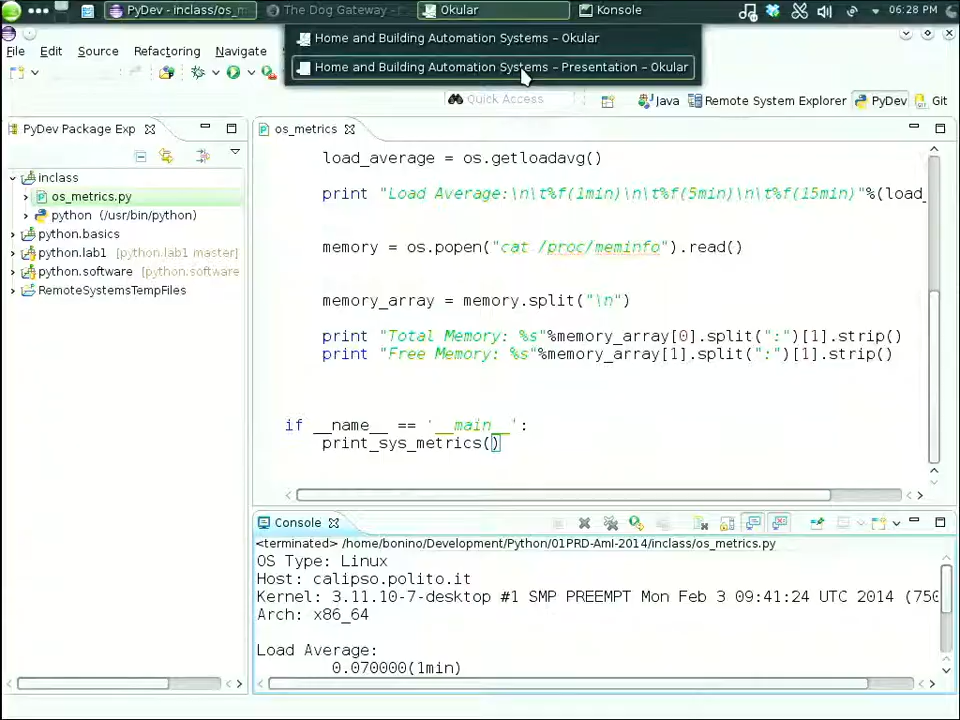 PyDev - inclass/os_m
The Dog Gateway -
Okular
Konsole
06:28 PM
Home and Building Automation Systems – Okular
Home and Building Automation Systems – Presentation – Okular
File Edit Source Refactoring Navigate
Quick Access
Java Remote System Explorer PyDev Git
PyDev Package Exp
os_metrics
inclass
os_metrics.py
python (/usr/bin/python)
python.basics
python.lab1 [python.lab1 master]
python.software [python.software
RemoteSystemsTempFiles
load_average = os.getloadavg()
print "Load Average:\n\t%f(1min)\n\t%f(5min)\n\t%f(15min)"%(load_
memory = os.popen("cat /proc/meminfo").read()
memory_array = memory.split("\n")
print "Total Memory: %s"%memory_array[0].split(":")[1].strip()
print "Free Memory: %s"%memory_array[1].split(":")[1].strip()
if __name__ == '__main__':
print_sys_metrics()
Console
<terminated> /home/bonino/Development/Python/01PRD-AmI-2014/inclass/os_metrics.py
OS Type: Linux
Host: calipso.polito.it
Kernel: 3.11.10-7-desktop #1 SMP PREEMPT Mon Feb 3 09:41:24 UTC 2014 (750
Arch: x86_64
Load Average:
0.070000(1min)